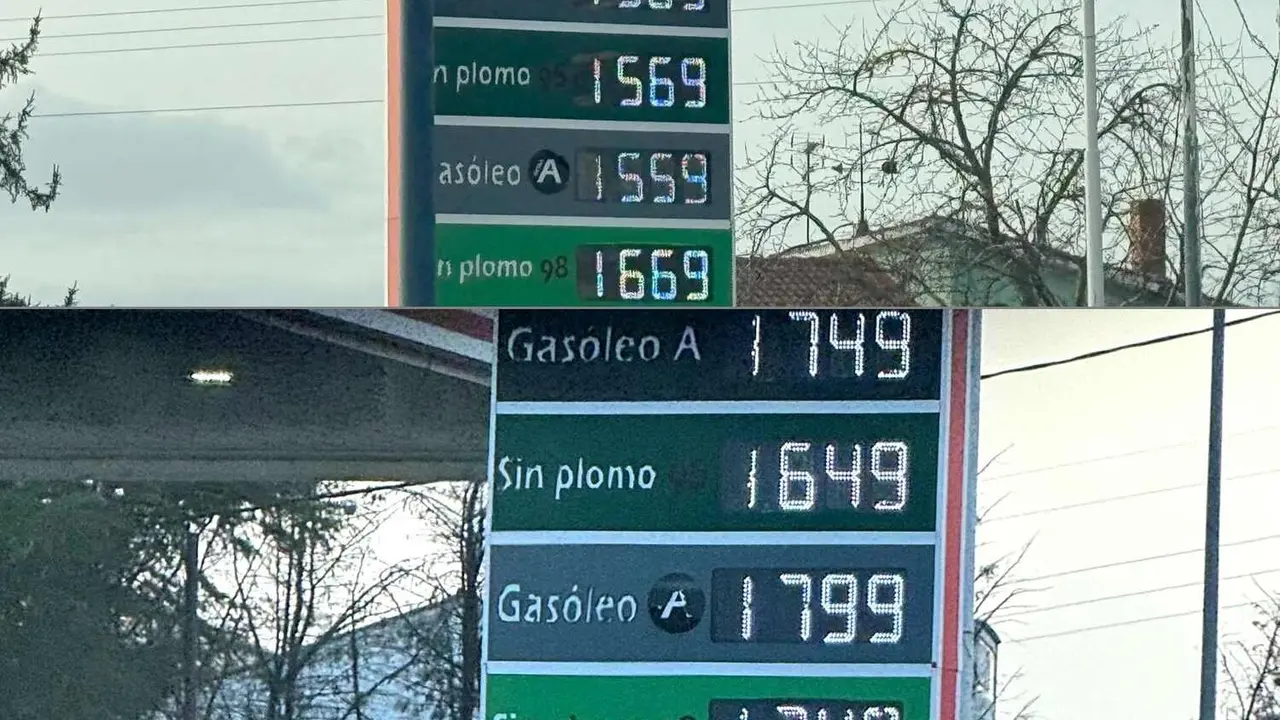 n plomo 95 1569
asóleo A 1559
n plomo 98 1669
Gasóleo A 1749
Sin plomo 1649
Gasóleo A 1799